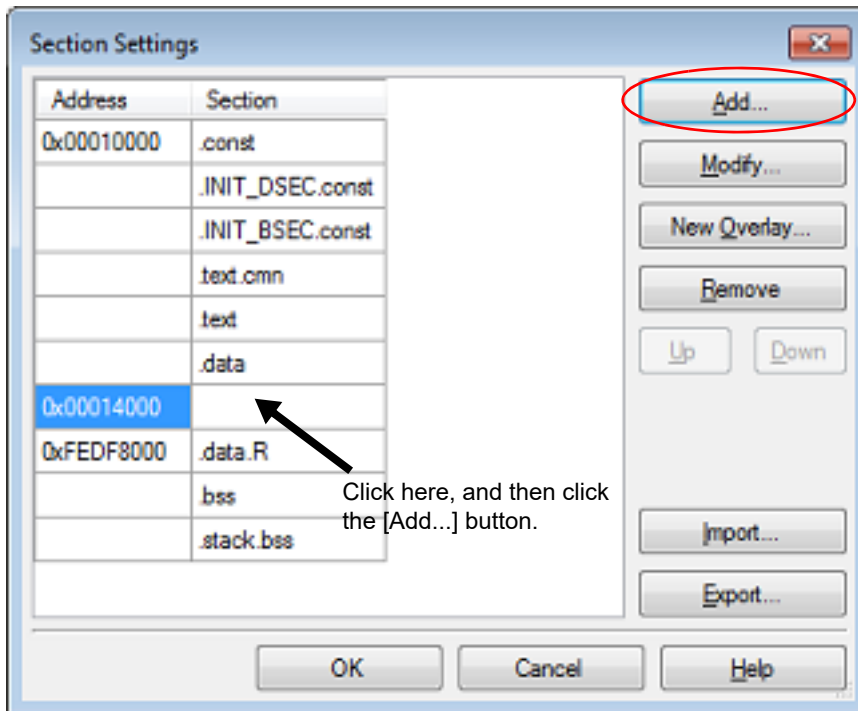 Section Settings
Address Section
0x00010000 .const
.INIT_DSEC.const
.INIT_BSEC.const
.text.cmn
.text
.data
0x00014000
0xFEDF8000 .data.R
.bss
.stack.bss
Click here, and then click
the [Add...] button.
Add...
Modify...
New Overlay...
Remove
Up Down
Import...
Export...
OK Cancel Help